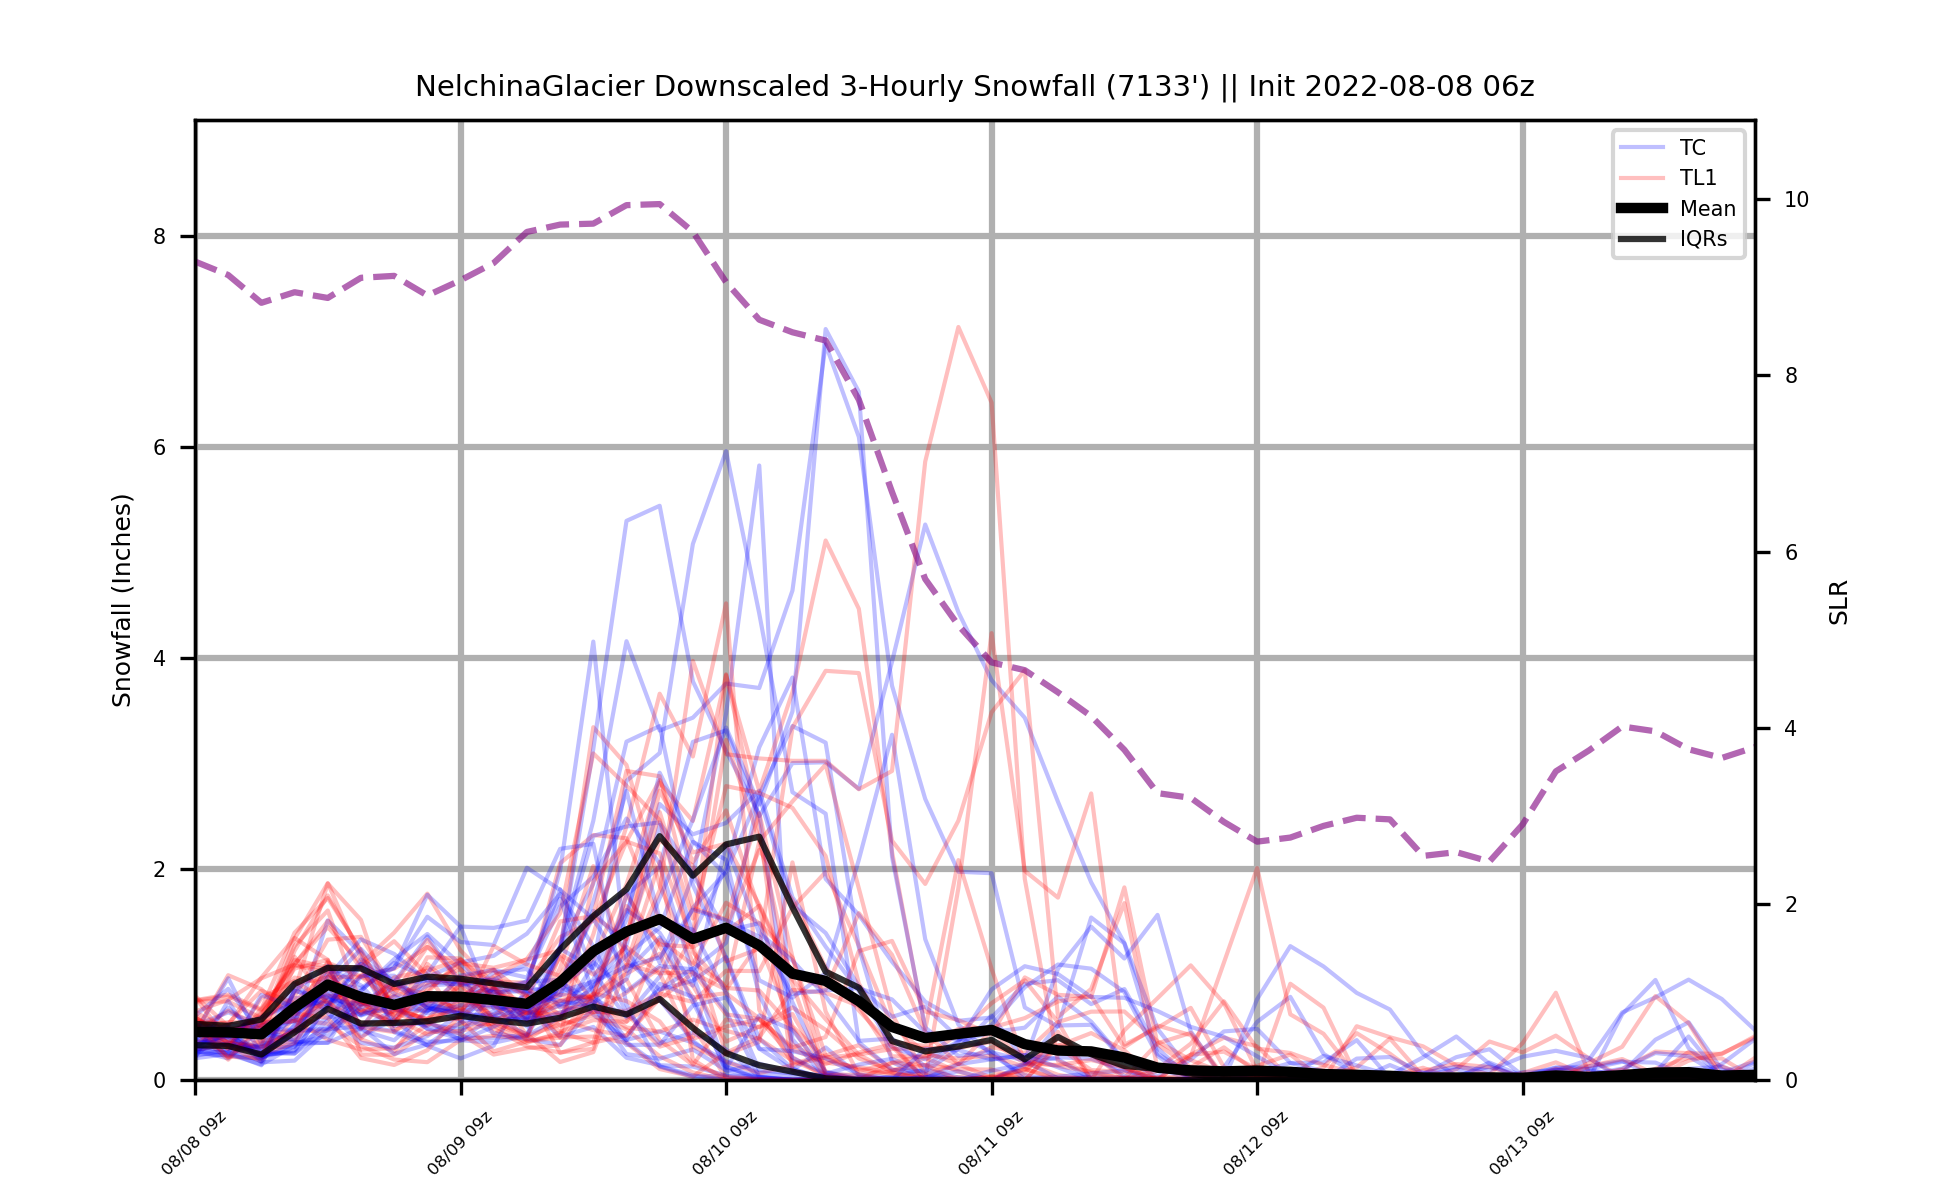 NelchinaGlacier Downscaled 3-Hourly Snowfall (7133') || Init 2022-08-08 06z
TC
TL1
Mean
IQRs
Snowfall (Inches)
8
6
4
2
0
SLR
10
8
6
4
2
0
08/08 09z
08/09 09z
08/10 09z
08/11 09z
08/12 09z
08/13 09z